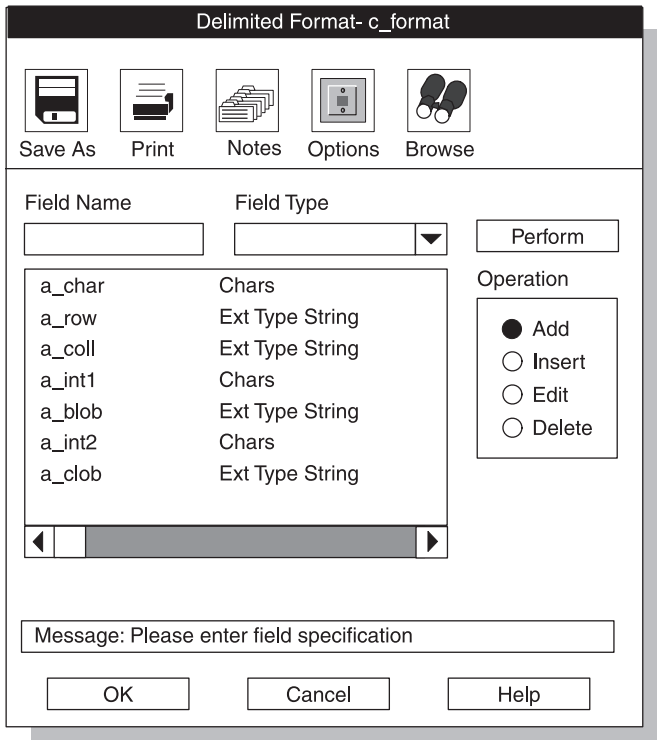 Delimited Format- c_format
Save As Print Notes Options Browse
Field Name Field Type
Perform
Operation
a_char Chars
a_row Ext Type String
a_coll Ext Type String
a_int1 Chars
a_blob Ext Type String
a_int2 Chars
a_clob Ext Type String
Add
Insert
Edit
Delete
Message: Please enter field specification
OK Cancel Help